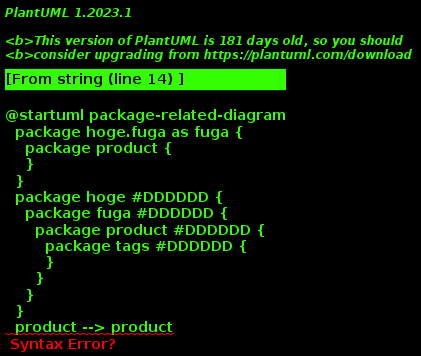 PlantUML 1.2023.1
<b>This version of PlantUML is 181 days old, so you should
<b>consider upgrading from https://plantuml.com/download
[From string (line 14) ]
@startuml package-related-diagram
package hoge.fuga as fuga {
package product {
}
}
package hoge #DDDDDD {
package fuga #DDDDDD {
package product #DDDDDD {
package tags #DDDDDD {
}
}
}
}
product --> product
Syntax Error?